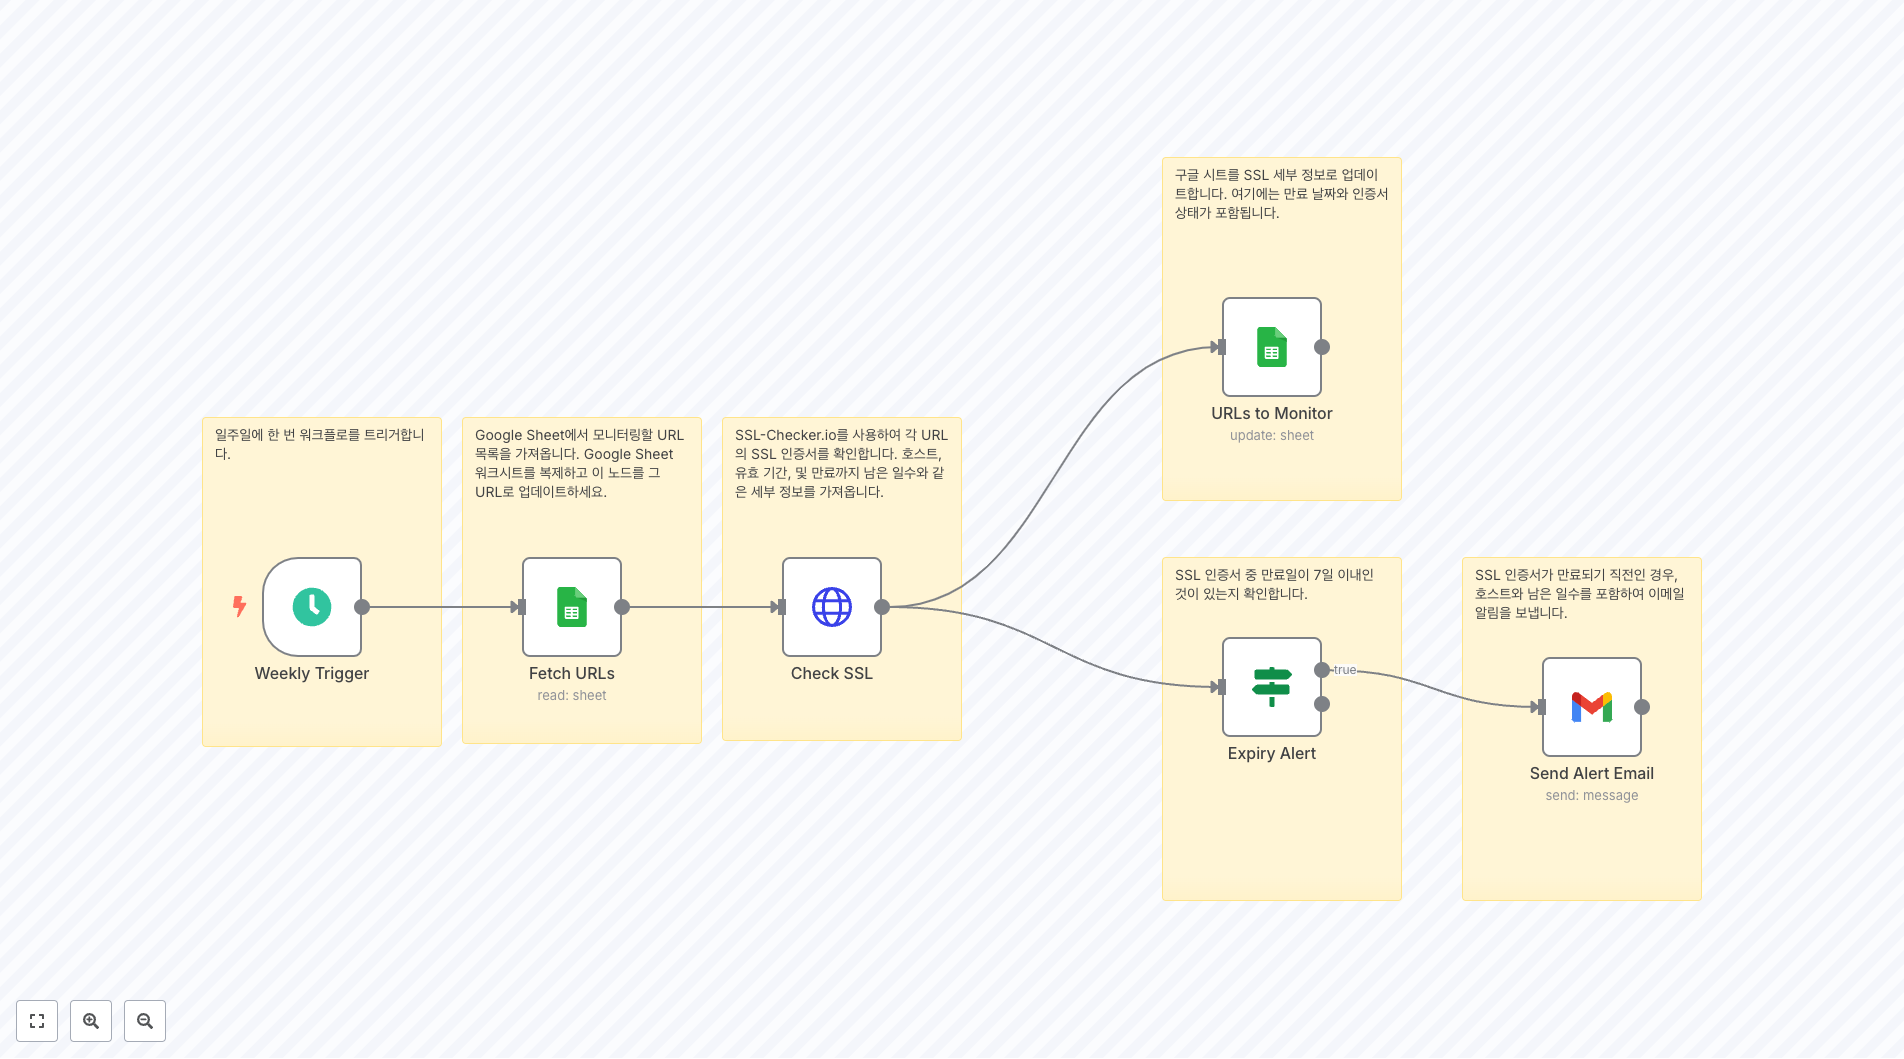 구글 시트를 SSL 세부 정보로 업데이
트합니다. 여기에는 만료 날짜와 인증서
상태가 포함됩니다.
URLs to Monitor
update: sheet
일주일에 한 번 워크플로를 트리거합니
다.
Weekly Trigger
Google Sheet에서 모니터링할 URL
목록을 가져옵니다. Google Sheet
워크시트를 복제하고 이 노드를 그
URL로 업데이트하세요.
Fetch URLs
read: sheet
SSL-Checker.io를 사용하여 각 URL
의 SSL 인증서를 확인합니다. 호스트,
유효 기간, 및 만료까지 남은 일수와 같
은 세부 정보를 가져옵니다.
Check SSL
SSL 인증서 중 만료일이 7일 이내인
것이 있는지 확인합니다.
true
Expiry Alert
SSL 인증서가 만료되기 직전인 경우,
호스트와 남은 일수를 포함하여 이메일
알림을 보냅니다.
Send Alert Email
send: message